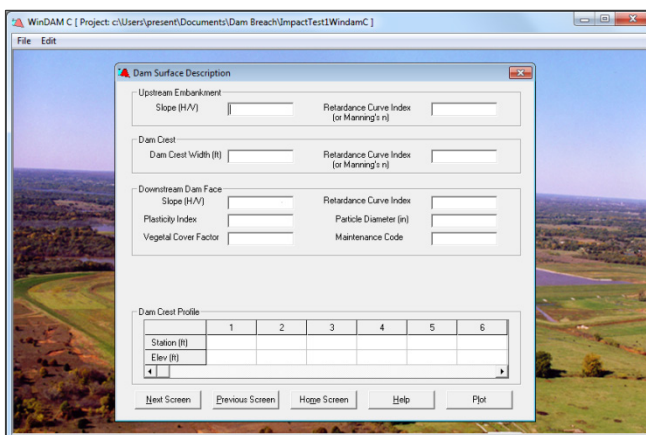 WinDAM C [ Project: c:\Users\present\Documents\Dam Breach\ImpactTest1WindamC ]
File Edit
Dam Surface Description
Upstream Embankment
Slope (H/V) Retardance Curve Index
(or Manning's n)
Dam Crest
Dam Crest Width (ft) Retardance Curve Index
(or Manning's n)
Downstream Dam Face
Slope (H/V) Retardance Curve Index
Plasticity Index Particle Diameter (in)
Vegetal Cover Factor Maintenance Code
Dam Crest Profile
1 2 3 4 5 6
Station (ft)
Elev (ft)
Next Screen Previous Screen Home Screen Help Plot